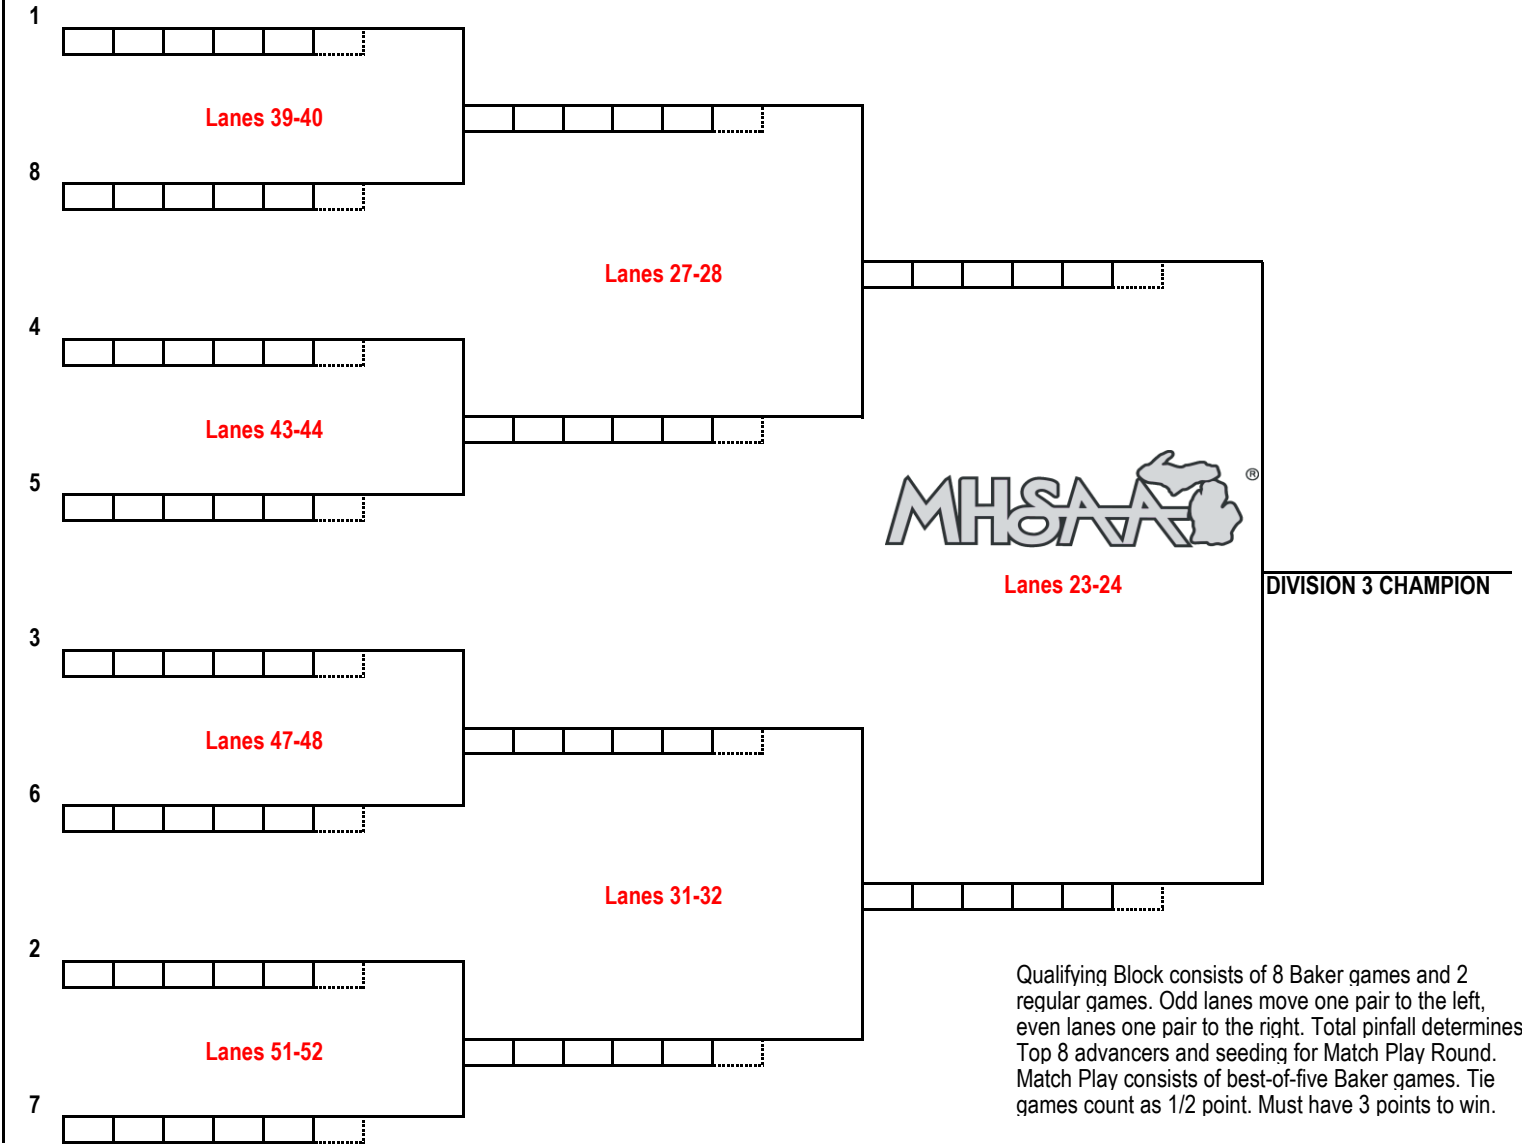 1
Lanes 39-40
8
Lanes 27-28
4
Lanes 43-44
5
MHSAA®
Lanes 23-24
DIVISION 3 CHAMPION
3
Lanes 47-48
6
Lanes 31-32
2
Lanes 51-52
7
Qualifying Block consists of 8 Baker games and 2
regular games. Odd lanes move one pair to the left,
even lanes one pair to the right. Total pinfall determines
Top 8 advancers and seeding for Match Play Round.
Match Play consists of best-of-five Baker games. Tie
games count as 1/2 point. Must have 3 points to win.